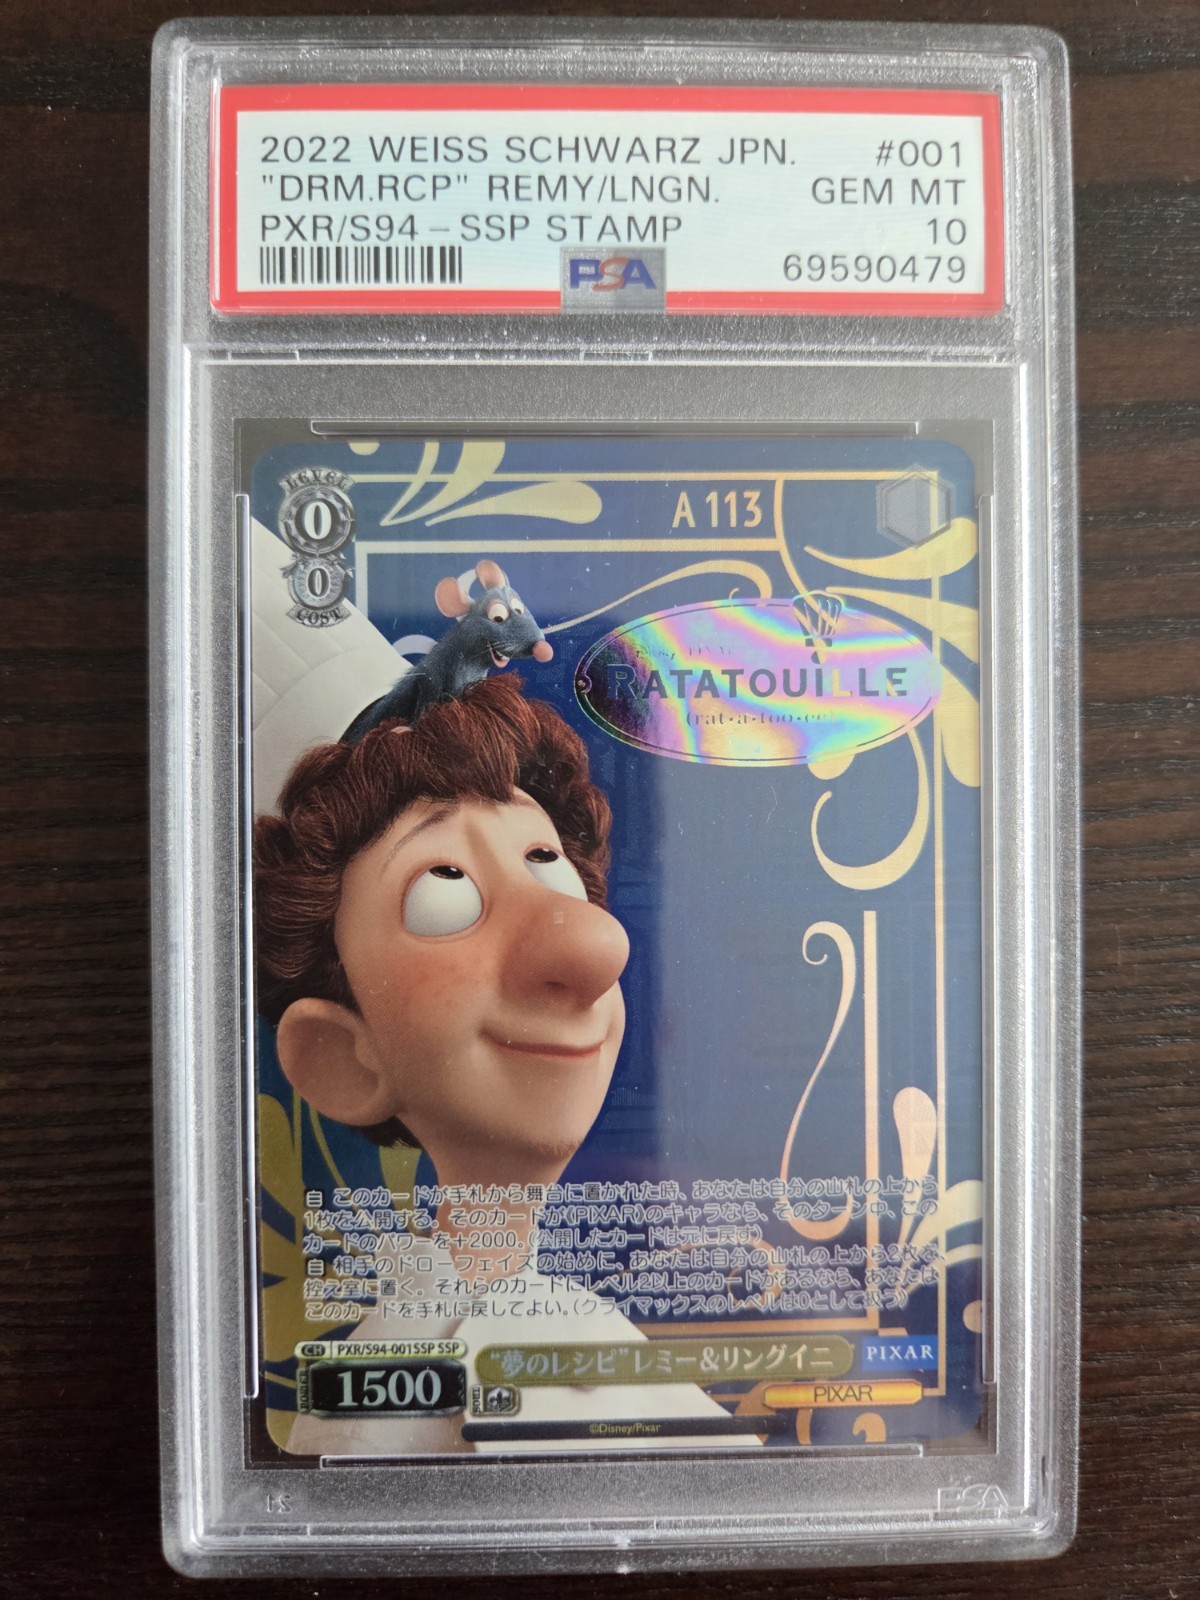 2022 WEISS SCHWARZ JPN. #001
"DRM.RCP" REMY/LNGN. GEM MT
PXR/S94-SSP STAMP 10
PSA 69590479
LEVEL
0
0
COST
A 113
RATATOUILLE
(rat•a•too•ee)
自 このカードが手札から舞台に置かれた時、あなたは自分の山札の上から
1枚を公開する。そのカードが《PIXAR》のキャラなら、そのターン中、この
カードのパワーを+2000。(公開したカードは元に戻す)
自 相手のドローフェイズの始めに、あなたは自分の山札の上から2枚を、
控え室に置く。それらのカードにレベル2以上のカードがあるなら、あなたは
このカードを手札に戻してよい。(クライマックスのレベルは0として扱う)
CH PXR/S94-001SSP SSP
"夢のレシピ"レミー&リングイニ PIXAR
1500 SOUL PIXAR
©Disney/Pixar
PSA